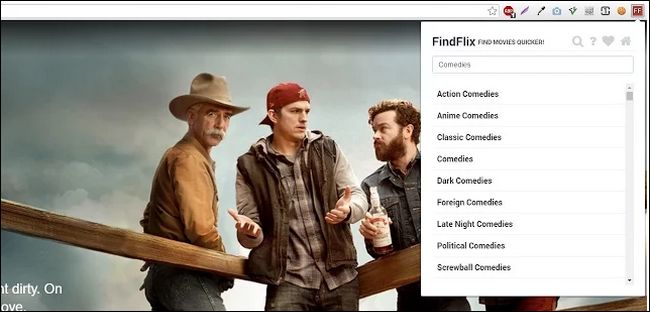 FindFlix FIND MOVIES QUICKER!
Comedies
Action Comedies
Anime Comedies
Classic Comedies
Comedies
Dark Comedies
Foreign Comedies
Late Night Comedies
Political Comedies
Screwball Comedies
nt dirty. On
ove.